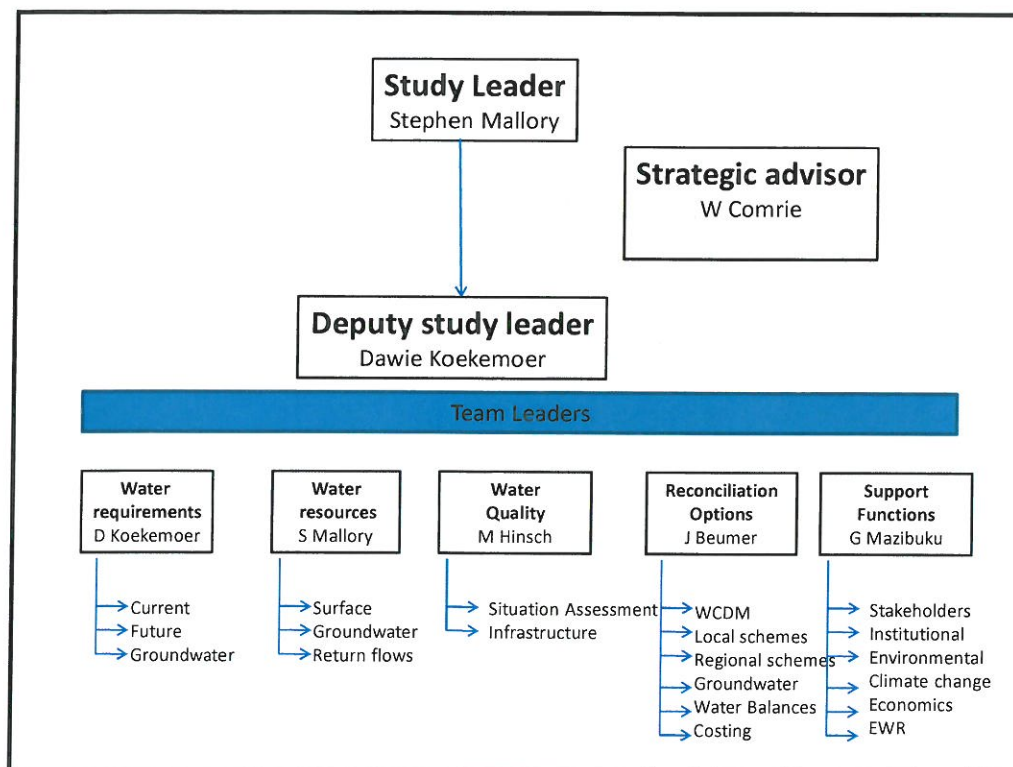 Study Leader
Stephen Mallory
Strategic advisor
W Comrie
Deputy study leader
Dawie Koekemoer
Team Leaders
Water
requirements
D Koekemoer
Current
Future
Groundwater
Water
resources
S Mallory
Surface
Groundwater
Return flows
Water
Quality
M Hinsch
Situation Assessment
Infrastructure
Reconciliation
Options
J Beumer
WCDM
Local schemes
Regional schemes
Groundwater
Water Balances
Costing
Support
Functions
G Mazibuku
Stakeholders
Institutional
Environmental
Climate change
Economics
EWR